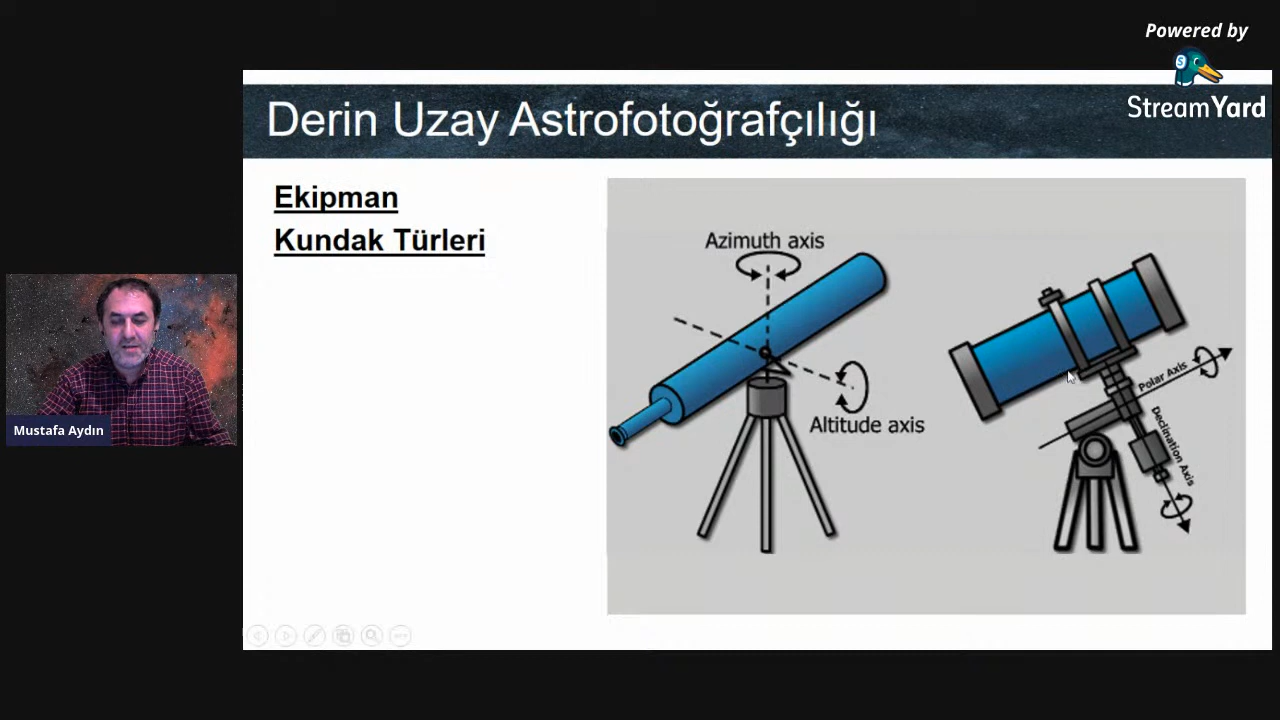 Powered by
StreamYard
Derin Uzay Astrofotoğrafçılığı
Ekipman
Kundak Türleri
Azimuth axis
Altitude axis
Polar Axis
Declination Axis
Mustafa Aydın